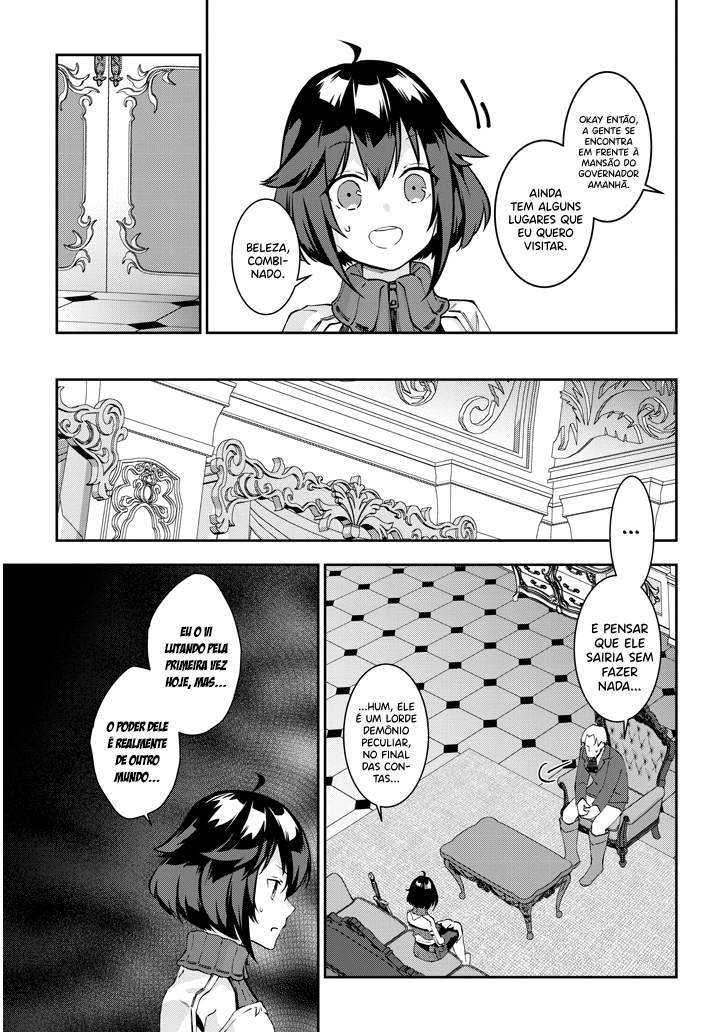 OKAY ENTÃO,
A GENTE SE
ENCONTRA
EM FRENTE À
MANSÃO DO
GOVERNADOR
AMANHÃ.
AINDA
TEM ALGUNS
LUGARES QUE
EU QUERO
VISITAR.
BELEZA,
COMBI-
NADO.
...
E PENSAR
QUE ELE
SAIRIA SEM
FAZER
NADA...
...HUM, ELE
É UM LORDE
DEMÔNIO
PECULIAR,
NO FINAL
DAS CON-
TAS...
EU O VI
LUTANDO PELA
PRIMEIRA VEZ
HOJE, MAS...
O PODER DELE
É REALMENTE
DE OUTRO
MUNDO...